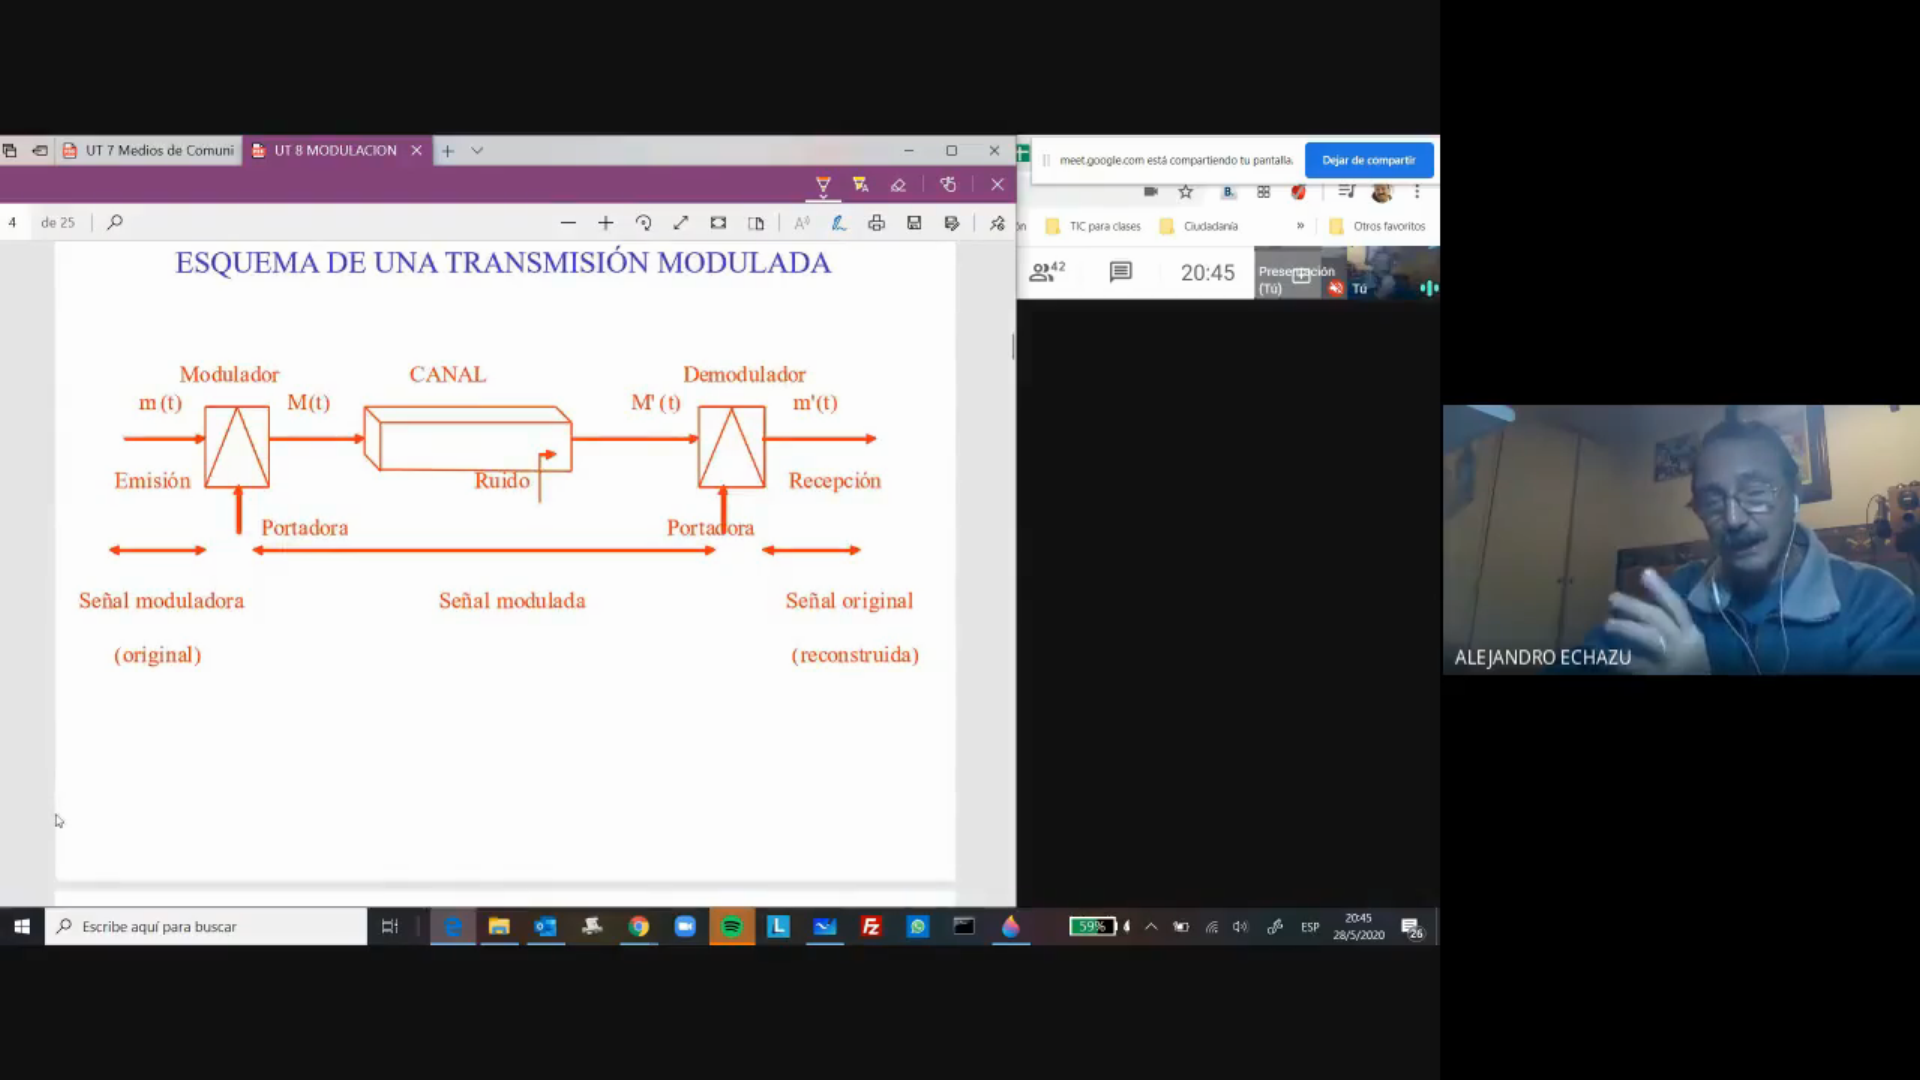 UT 7 Medios de Comuni
UT 8 MODULACION
meet.google.com está compartiendo tu pantalla.
Dejar de compartir
4 de 25
TIC para clases
Ciudadanía
»
Otros favoritos
42
20:45
Presentación
(Tú)
Tú
ESQUEMA DE UNA TRANSMISIÓN MODULADA
Modulador
CANAL
Demodulador
m (t)
M(t)
M' (t)
m'(t)
Emisión
Ruido
Recepción
Portadora
Portadora
Señal moduladora
Señal modulada
Señal original
(original)
(reconstruida)
ALEJANDRO ECHAZU
Escribe aquí para buscar
59%
ESP
20:45
28/5/2020
26